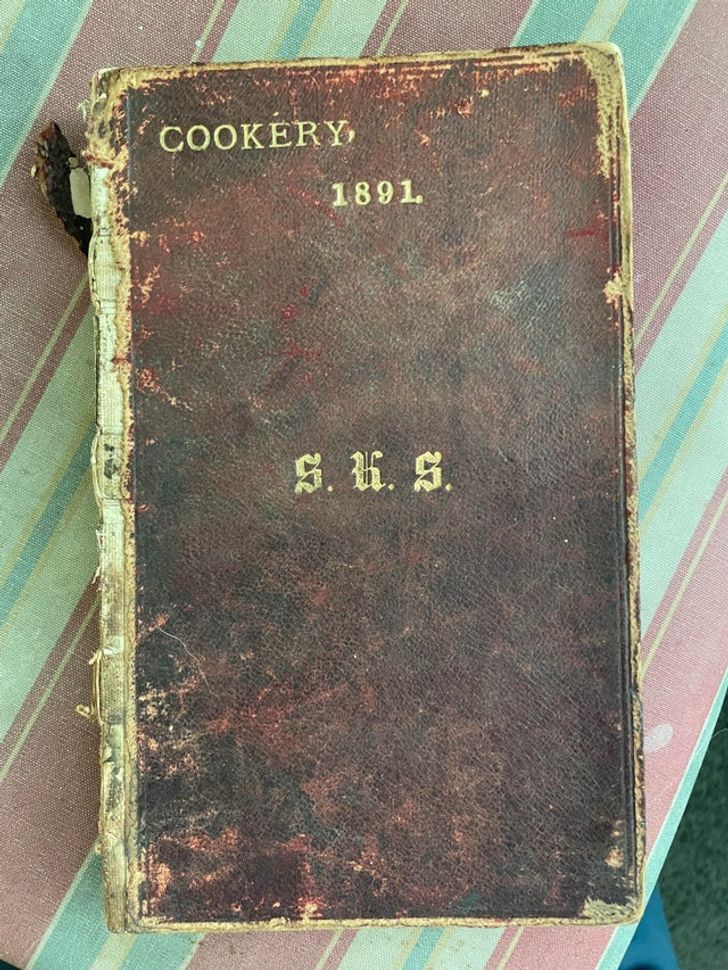 COOKERY,
1891.
S. K. S.